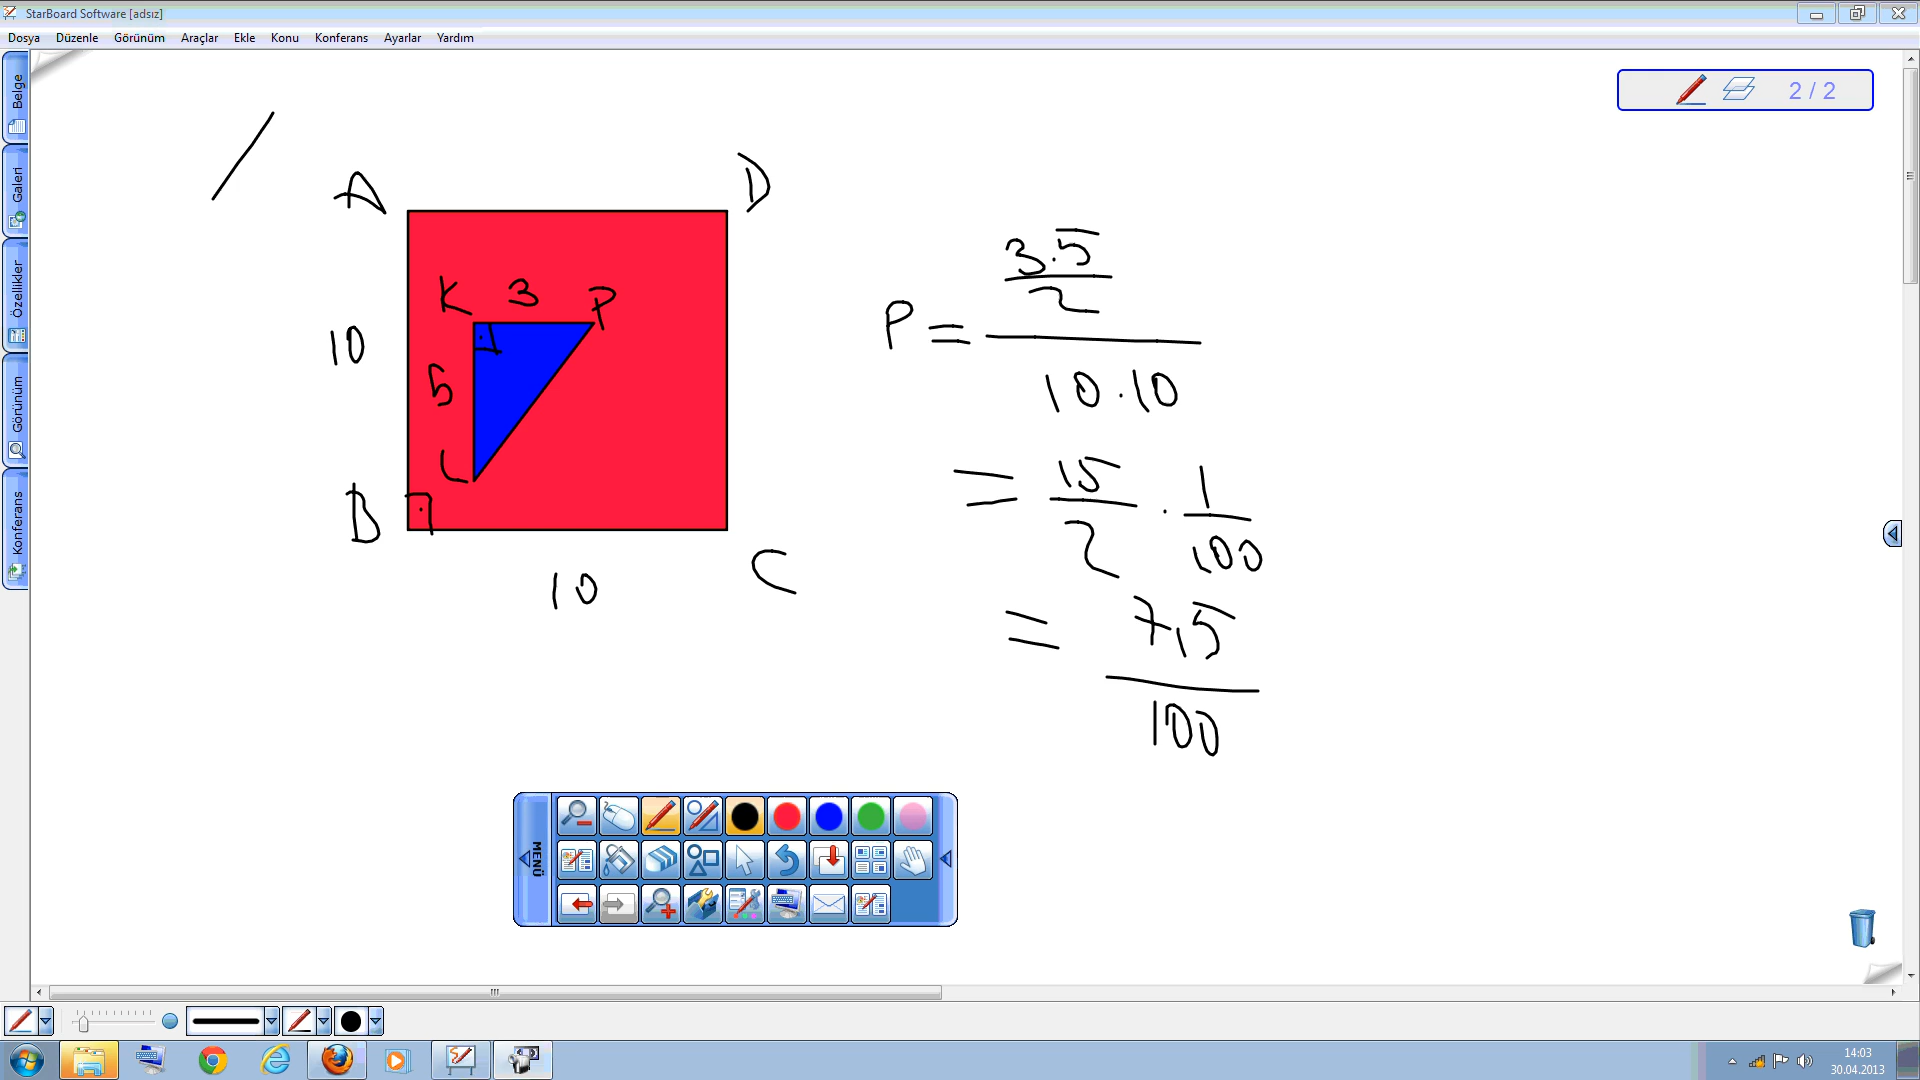 StarBoard Software [adsız]
Dosya Düzenle Görünüm Araçlar Ekle Konu Konferans Ayarlar Yardım
Belge
Galeri
Özellikler
Görünüm
Konferans
2 / 2
A D
K 3 P
10
5
L
B
C
10
3.5
2
P =
10.10
= 15/2 . 1/100
= 7,5
100
MENÜ
14:03
30.04.2013